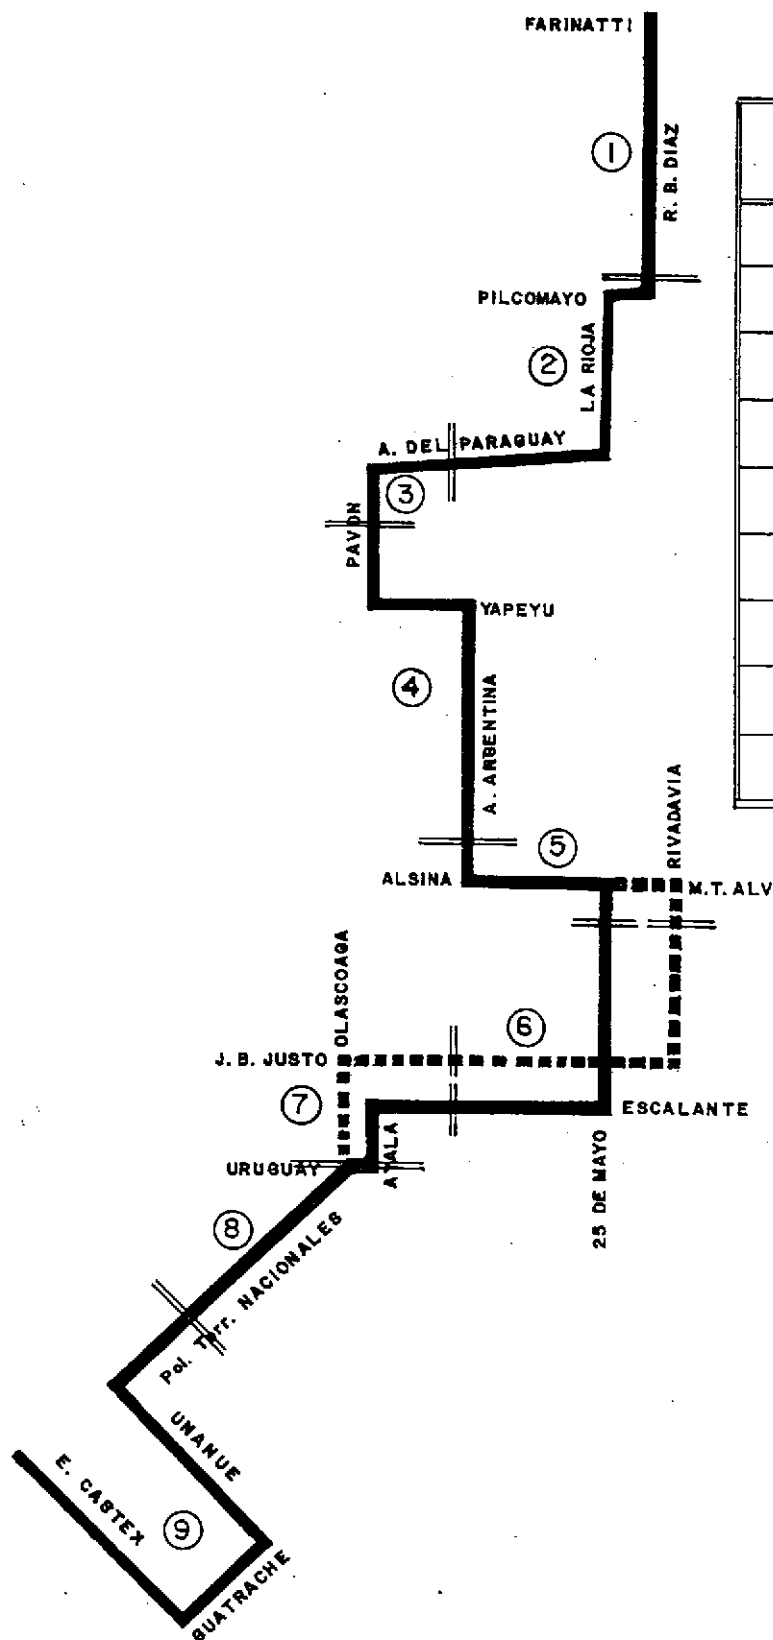 FARINATTI
1
R. B. DIAZ
PILCOMAYO
2
LA RIOJA
A. DEL PARAGUAY
3
PAVON
YAPEYU
4
A. ARGENTINA
RIVADAVIA
5
ALSINA
M.T. ALV
OLASCOAGA
6
J. B. JUSTO
7
ESCALANTE
AYALA
URUGUAY
25 DE MAYO
8
Pol. Terr. NACIONALES
UNANUE
E. CASTEX
9
GUATRACHE